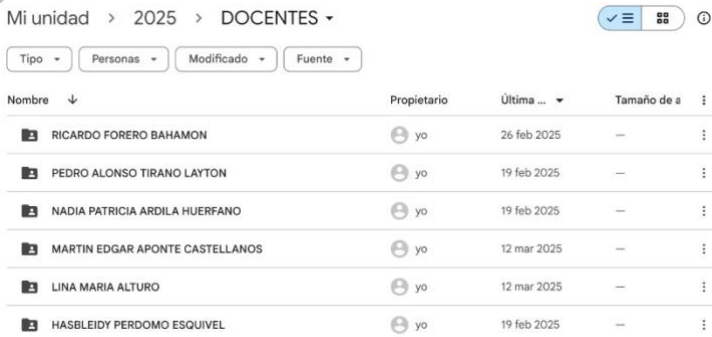 Mi unidad > 2025 > DOCENTES
Tipo Personas Modificado Fuente
Nombre Propietario Última ... Tamaño de a
RICARDO FORERO BAHAMON yo 26 feb 2025 —
PEDRO ALONSO TIRANO LAYTON yo 19 feb 2025 —
NADIA PATRICIA ARDILA HUERFANO yo 19 feb 2025 —
MARTIN EDGAR APONTE CASTELLANOS yo 12 mar 2025 —
LINA MARIA ALTURO yo 12 mar 2025 —
HASBLEIDY PERDOMO ESQUIVEL yo 19 feb 2025 —